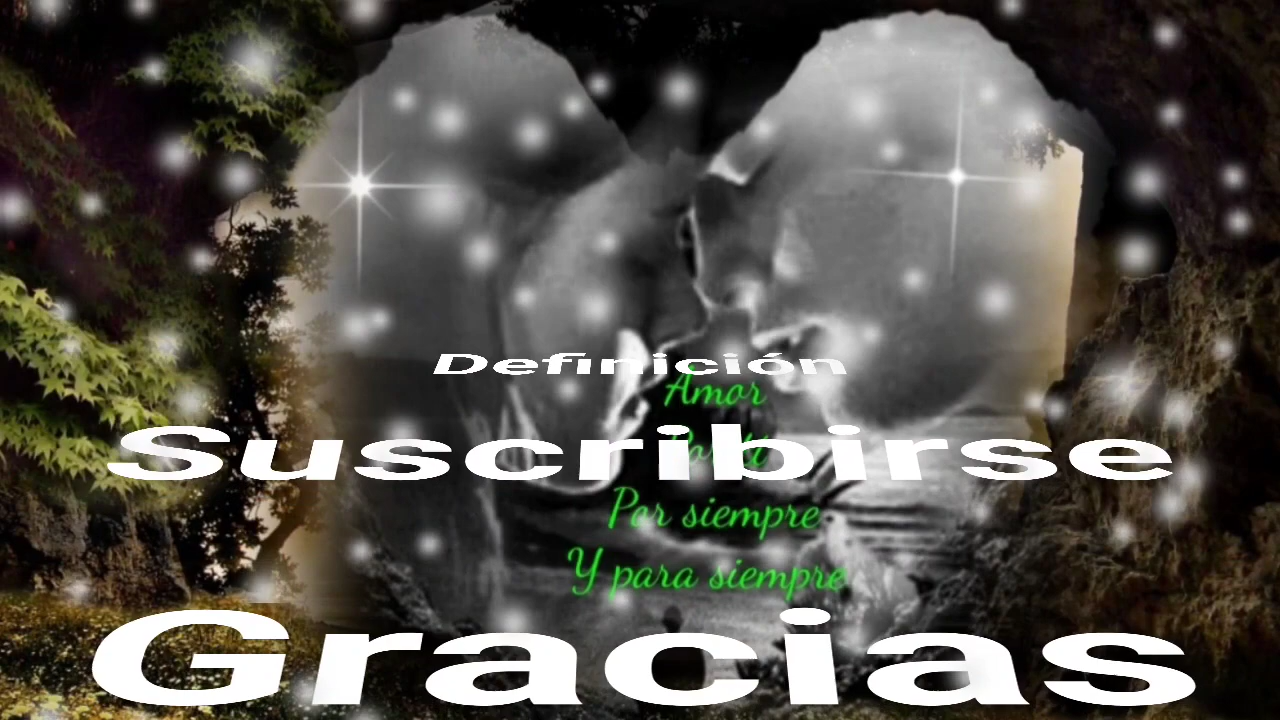 Definición
Amor
Suscribirse
Por siempre
Y para siempre
Gracias